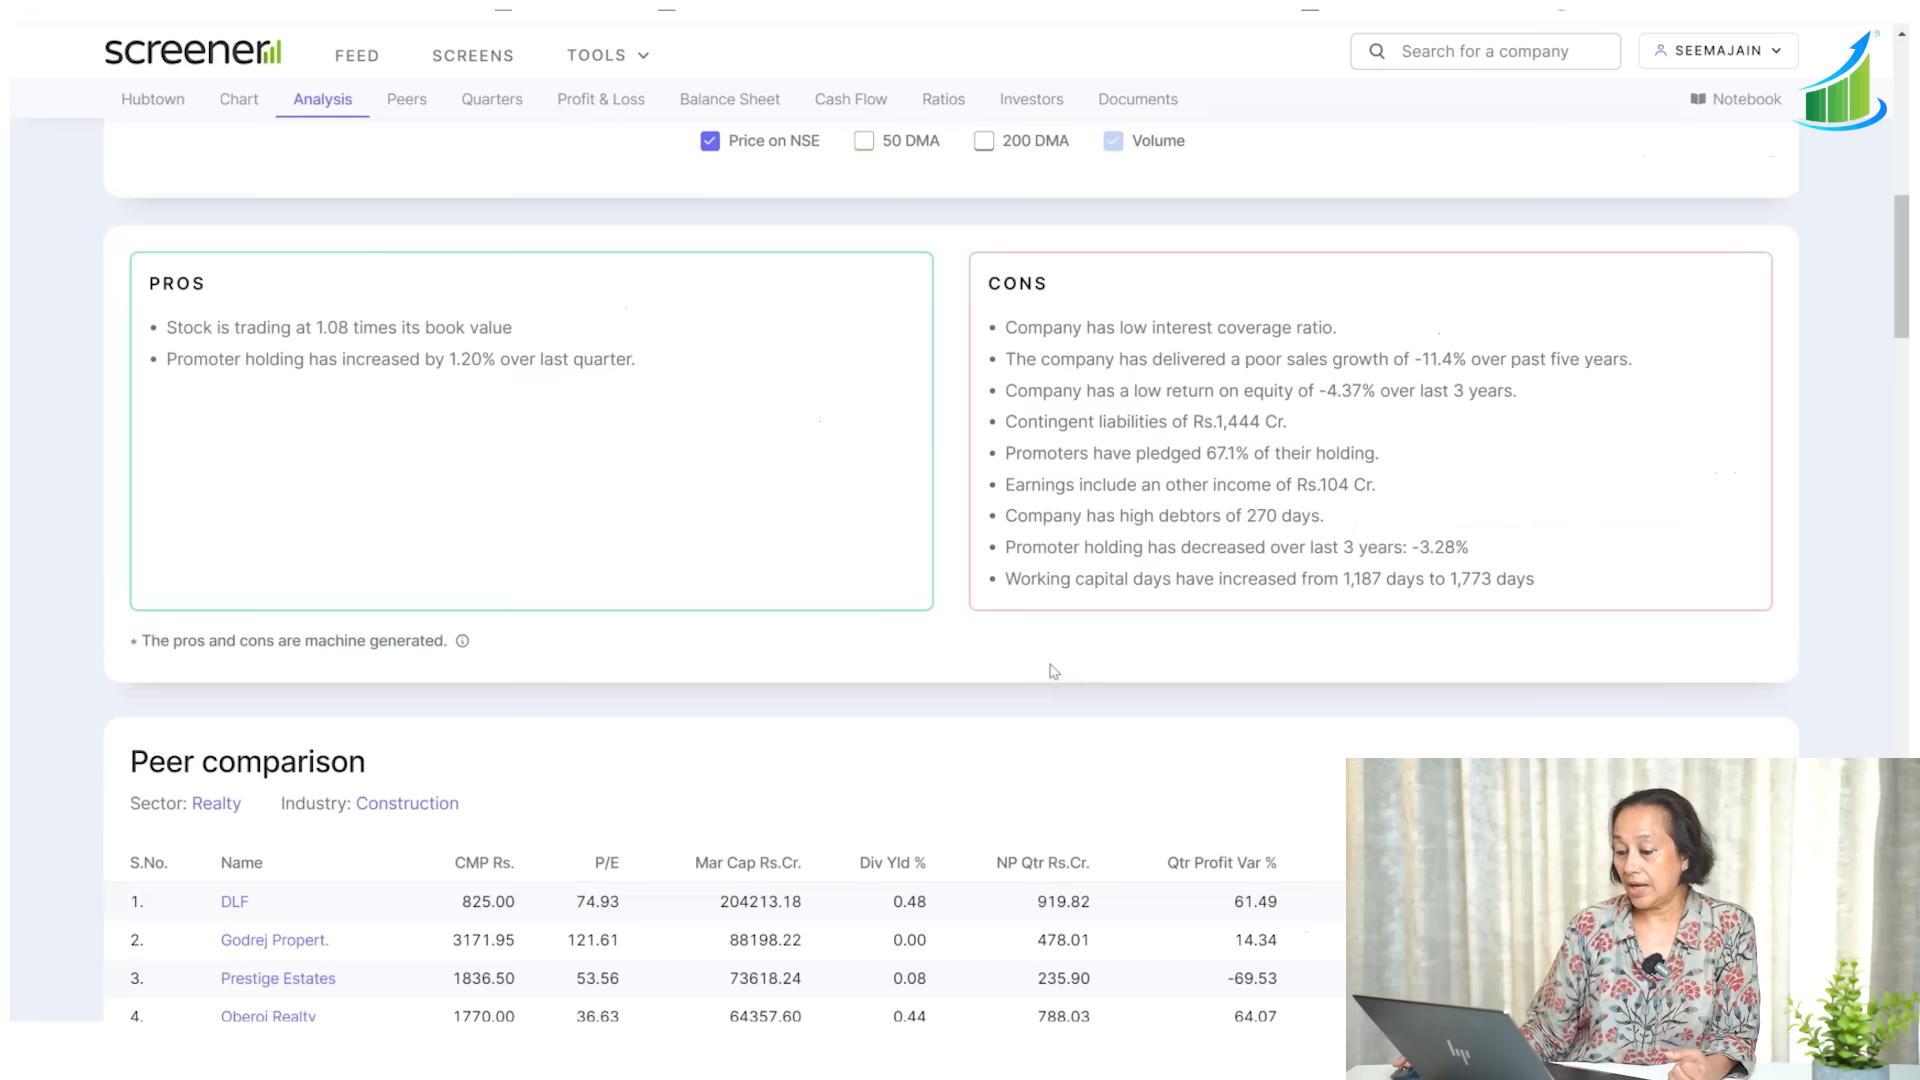 screener
FEED
SCREENS
TOOLS
Search for a company
SEEMAJAIN
Hubtown
Chart
Analysis
Peers
Quarters
Profit & Loss
Balance Sheet
Cash Flow
Ratios
Investors
Documents
Notebook
Price on NSE
50 DMA
200 DMA
Volume
PROS
• Stock is trading at 1.08 times its book value
• Promoter holding has increased by 1.20% over last quarter.
CONS
• Company has low interest coverage ratio.
• The company has delivered a poor sales growth of -11.4% over past five years.
• Company has a low return on equity of -4.37% over last 3 years.
• Contingent liabilities of Rs.1,444 Cr.
• Promoters have pledged 67.1% of their holding.
• Earnings include an other income of Rs.104 Cr.
• Company has high debtors of 270 days.
• Promoter holding has decreased over last 3 years: -3.28%
• Working capital days have increased from 1,187 days to 1,773 days
* The pros and cons are machine generated.
Peer comparison
Sector: Realty Industry: Construction
S.No. Name CMP Rs. P/E Mar Cap Rs.Cr. Div Yld % NP Qtr Rs.Cr. Qtr Profit Var %
1. DLF 825.00 74.93 204213.18 0.48 919.82 61.49
2. Godrej Propert. 3171.95 121.61 88198.22 0.00 478.01 14.34
3. Prestige Estates 1836.50 53.56 73618.24 0.08 235.90 -69.53
4. Oberoi Realty 1770.00 36.63 64357.60 0.44 788.03 64.07
hp